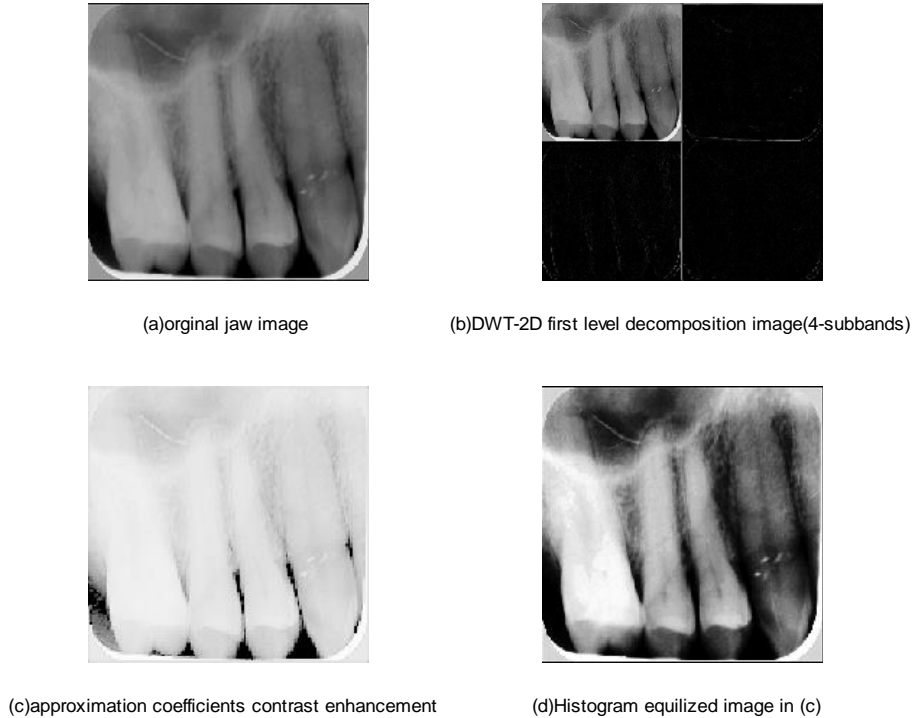 (a)orginal jaw image
(b)DWT-2D first level decomposition image(4-subbands)
(c)approximation coefficients contrast enhancement
(d)Histogram equilized image in (c)